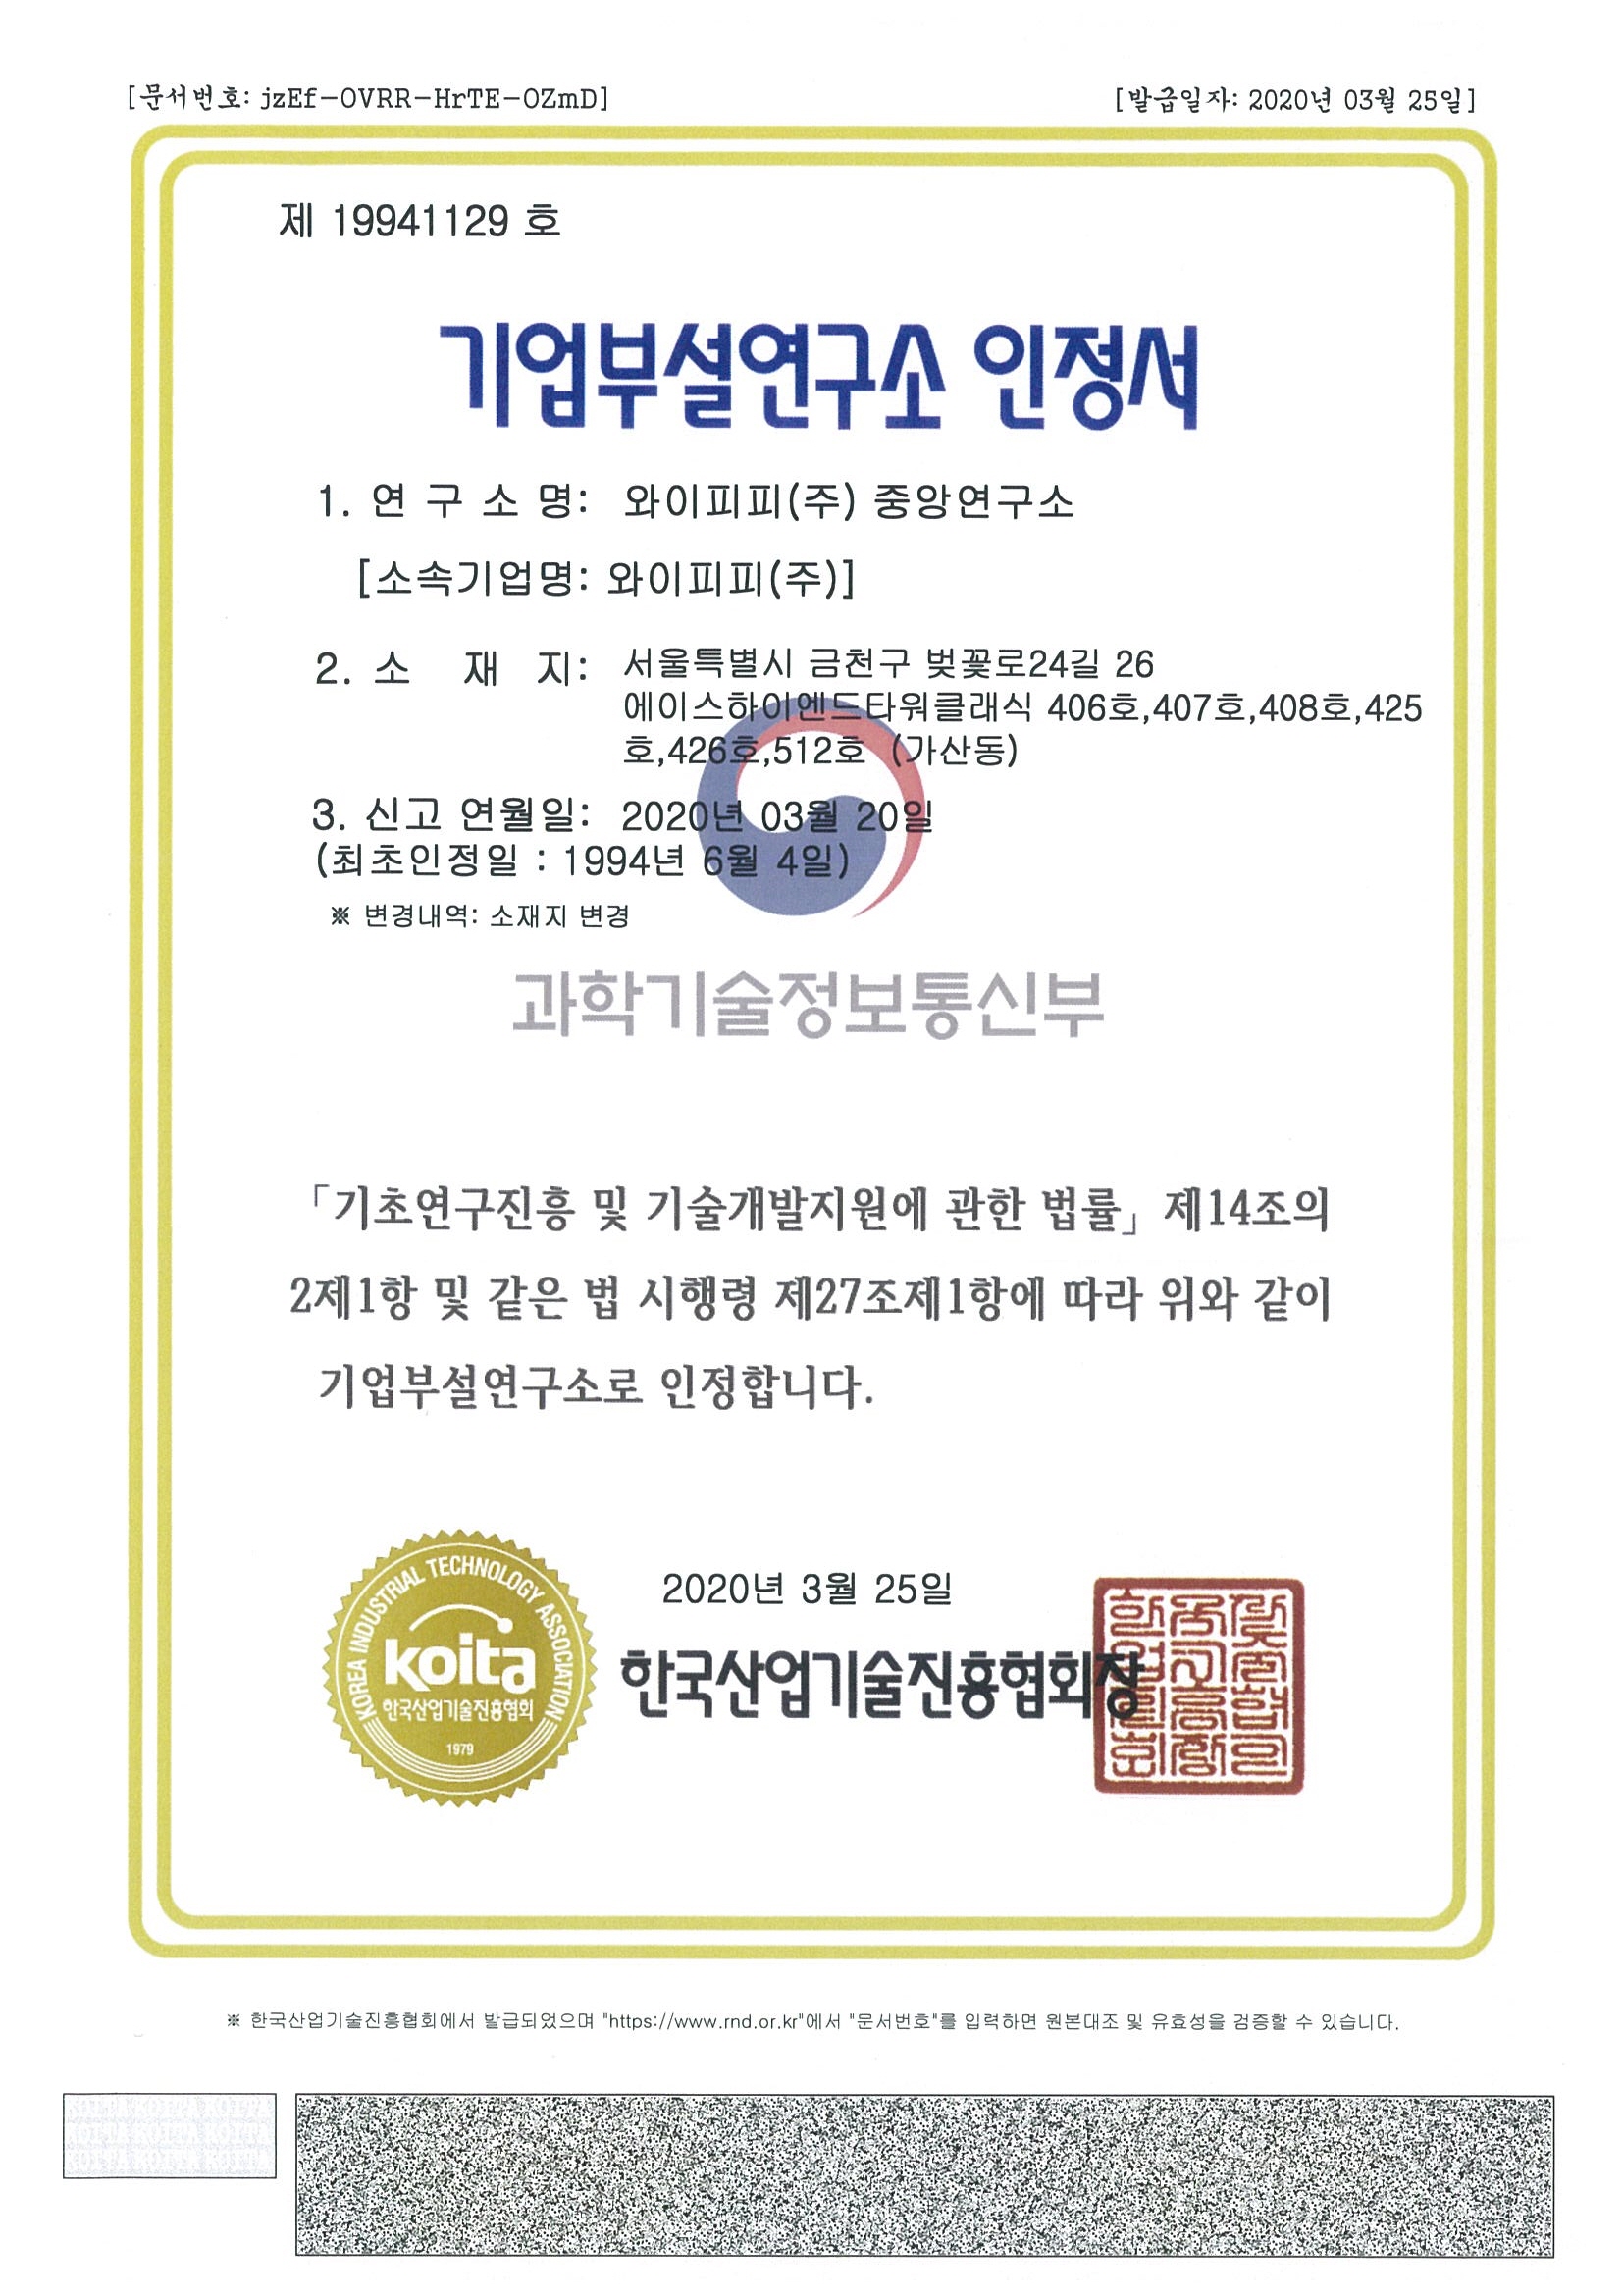 [문서번호: jzEf-OVRR-HrTE-OZmD]
[발급일자: 2020년 03월 25일]
제 19941129 호
기업부설연구소 인정서
1. 연 구 소 명: 와이피피(주) 중앙연구소
[소속기업명: 와이피피(주)]
2. 소 재 지: 서울특별시 금천구 벚꽃로24길 26
에이스하이엔드타워클래식 406호,407호,408호,425
호,426호,512호 (가산동)
3. 신고 연월일: 2020년 03월 20일
(최초인정일 : 1994년 6월 4일)
※ 변경내역: 소재지 변경
과학기술정보통신부
「기초연구진흥 및 기술개발지원에 관한 법률」 제14조의
2제1항 및 같은 법 시행령 제27조제1항에 따라 위와 같이
기업부설연구소로 인정합니다.
KOREA INDUSTRIAL TECHNOLOGY ASSOCIATION
koita
한국산업기술진흥협회
1979
2020년 3월 25일
한국산업기술진흥협회장
※ 한국산업기술진흥협회에서 발급되었으며 "https://www.rnd.or.kr"에서 "문서번호"를 입력하면 원본대조 및 유효성을 검증할 수 있습니다.